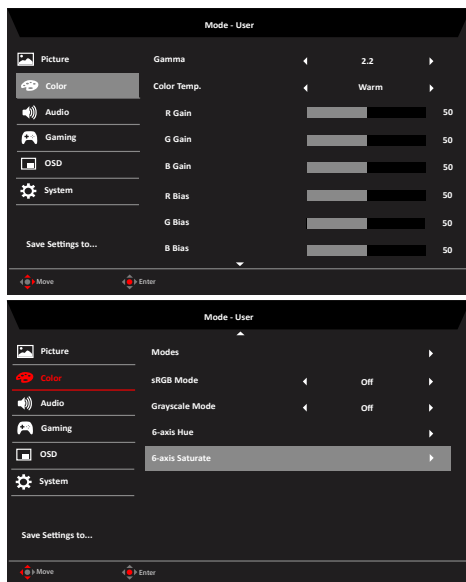 Mode - User
Picture
Gamma 2.2
Color
Color Temp. Warm
Audio
R Gain 50
Gaming
G Gain 50
OSD
B Gain 50
System
R Bias 50
G Bias 50
Save Settings to...
B Bias 50
Move Enter
Mode - User
Picture
Modes
Color
sRGB Mode Off
Audio
Grayscale Mode Off
Gaming
6-axis Hue
OSD
6-axis Saturate
System
Save Settings to...
Move Enter